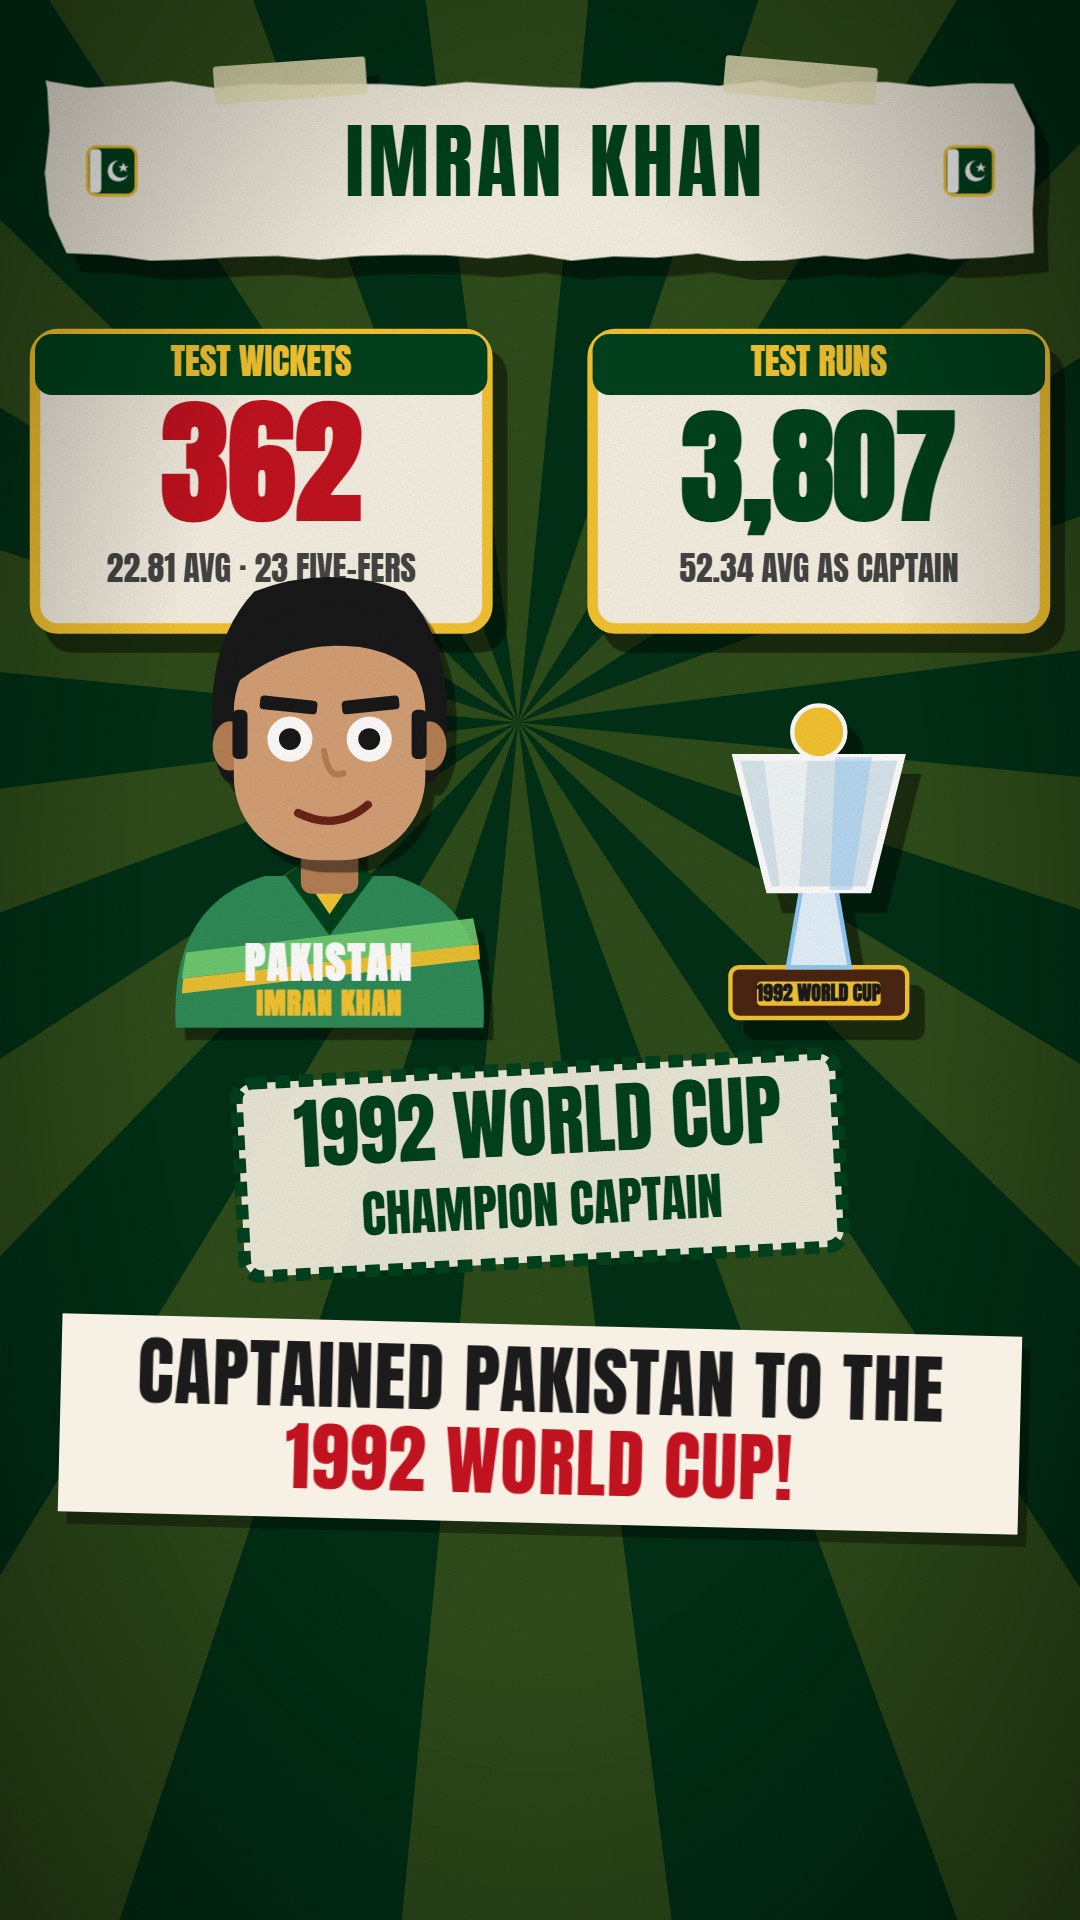 IMRAN KHAN
TEST WICKETS
362
22.81 AVG · 23 FIVE-FERS
TEST RUNS
3,807
52.34 AVG AS CAPTAIN
PAKISTAN
IMRAN KHAN
1992 WORLD CUP
1992 WORLD CUP
CHAMPION CAPTAIN
CAPTAINED PAKISTAN TO THE
1992 WORLD CUP!